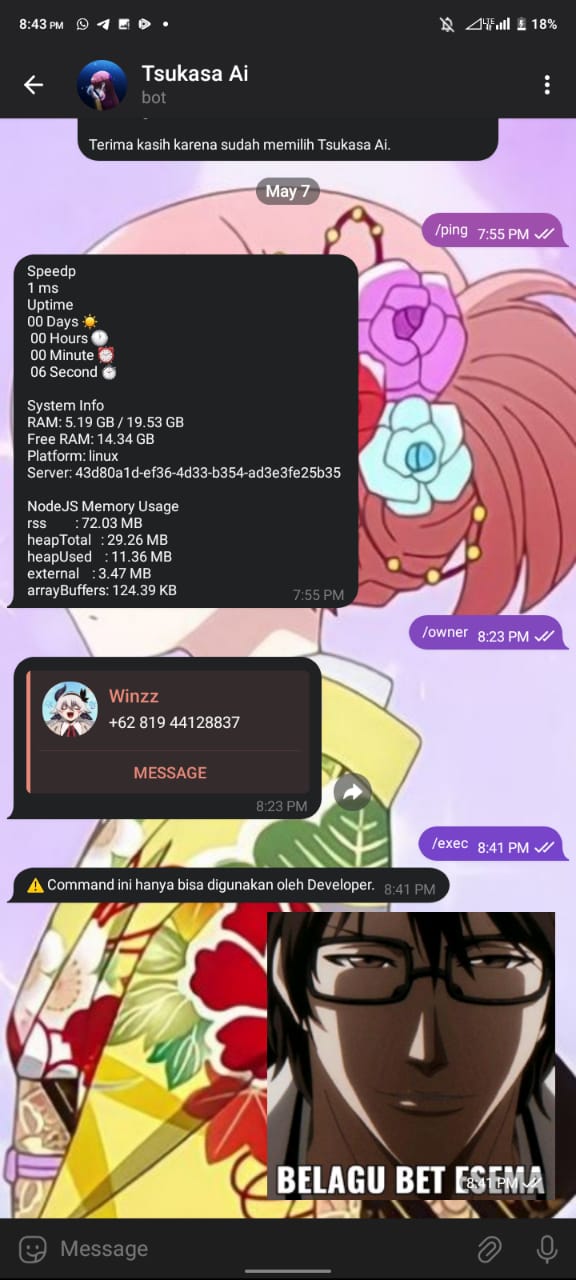 8:43 PM
LTE
18%
Tsukasa Ai
bot
Terima kasih karena sudah memilih Tsukasa Ai.
May 7
/ping 7:55 PM
Speedp
1 ms
Uptime
00 Days ☀️
00 Hours 🕐
00 Minute ⏰
06 Second ⏱️
System Info
RAM: 5.19 GB / 19.53 GB
Free RAM: 14.34 GB
Platform: linux
Server: 43d80a1d-ef36-4d33-b354-ad3e3fe25b35
NodeJS Memory Usage
rss : 72.03 MB
heapTotal : 29.26 MB
heapUsed : 11.36 MB
external : 3.47 MB
arrayBuffers: 124.39 KB
7:55 PM
/owner 8:23 PM
Winzz
+62 819 44128837
MESSAGE
8:23 PM
/exec 8:41 PM
⚠️ Command ini hanya bisa digunakan oleh Developer. 8:41 PM
BELAGU BET ESEMA
8:41 PM
Message